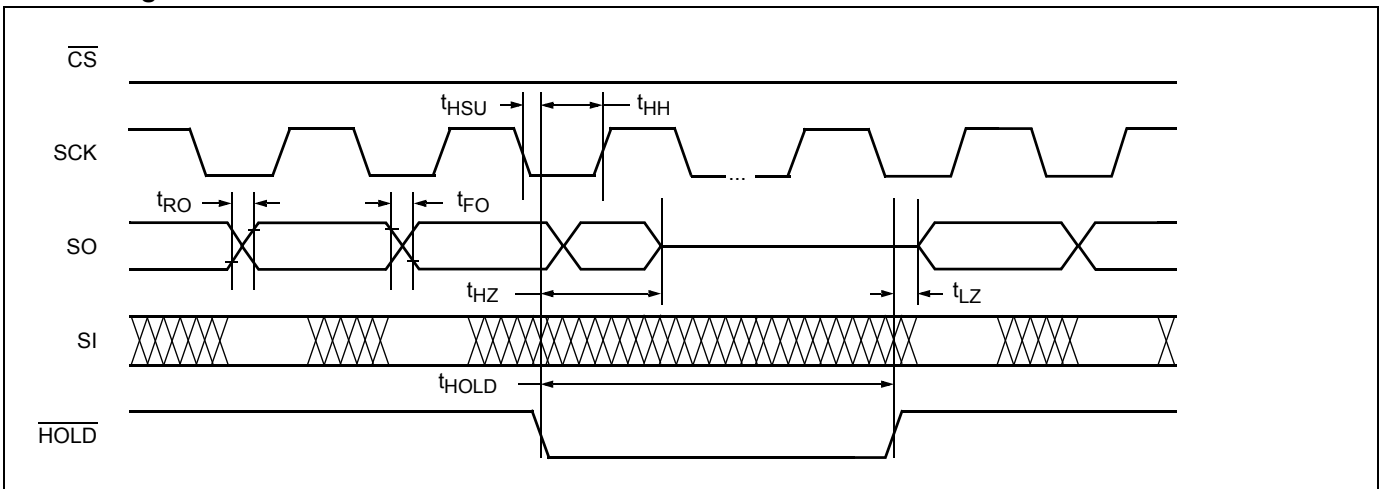 CS
tHSU
tHH
SCK
...
tRO
tFO
SO
tHZ
tLZ
SI
tHOLD
HOLD